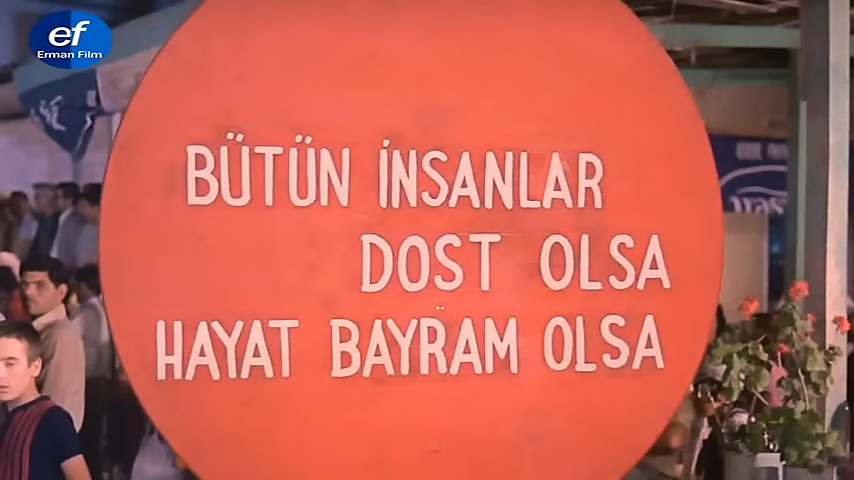 ef
Erman Film
BÜTÜN İNSANLAR
DOST OLSA
HAYAT BAYRAM OLSA